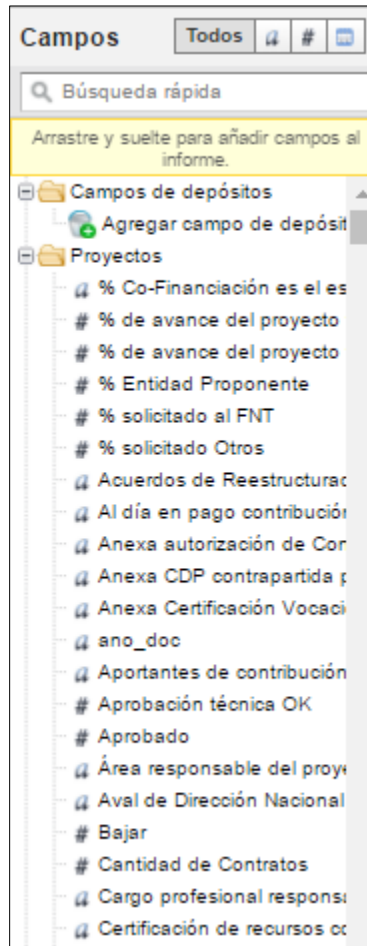 Campos Todos a #
Búsqueda rápida
Arrastre y suelte para añadir campos al
informe.
Campos de depósitos
Agregar campo de depósit
Proyectos
a % Co-Financiación es el es
# % de avance del proyecto
# % de avance del proyecto
# % Entidad Proponente
# % solicitado al FNT
# % solicitado Otros
a Acuerdos de Reestructurac
a Al día en pago contribución
a Anexa autorización de Con
a Anexa CDP contrapartida p
a Anexa Certificación Vocaci
a ano_doc
a Aportantes de contribución
# Aprobación técnica OK
# Aprobado
a Área responsable del proye
a Aval de Dirección Nacional
# Bajar
# Cantidad de Contratos
a Cargo profesional responsa
a Certificación de recursos co